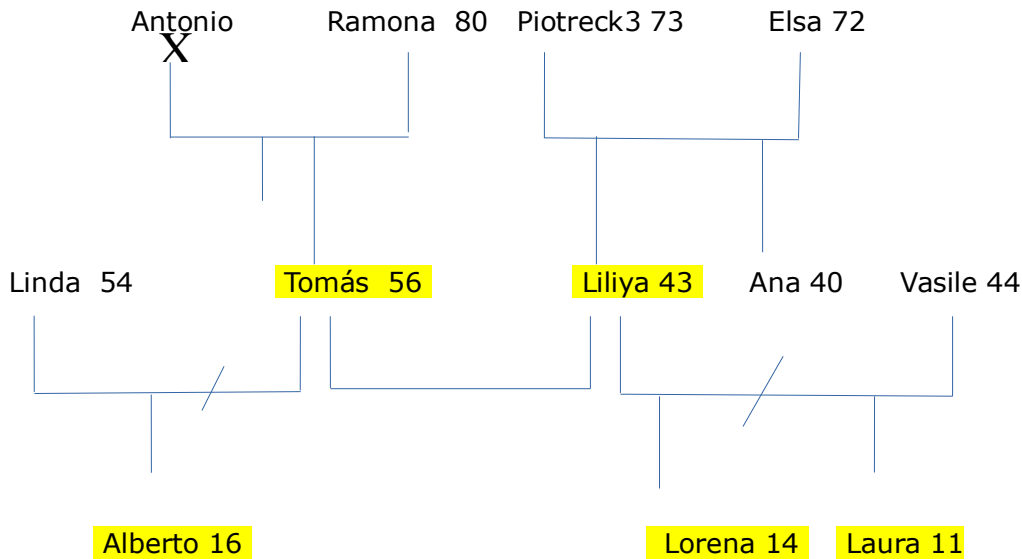 Antonio Ramona 80 Piotreck3 73 Elsa 72
X
Linda 54 Tomás 56 Liliya 43 Ana 40 Vasile 44
Alberto 16 Lorena 14 Laura 11